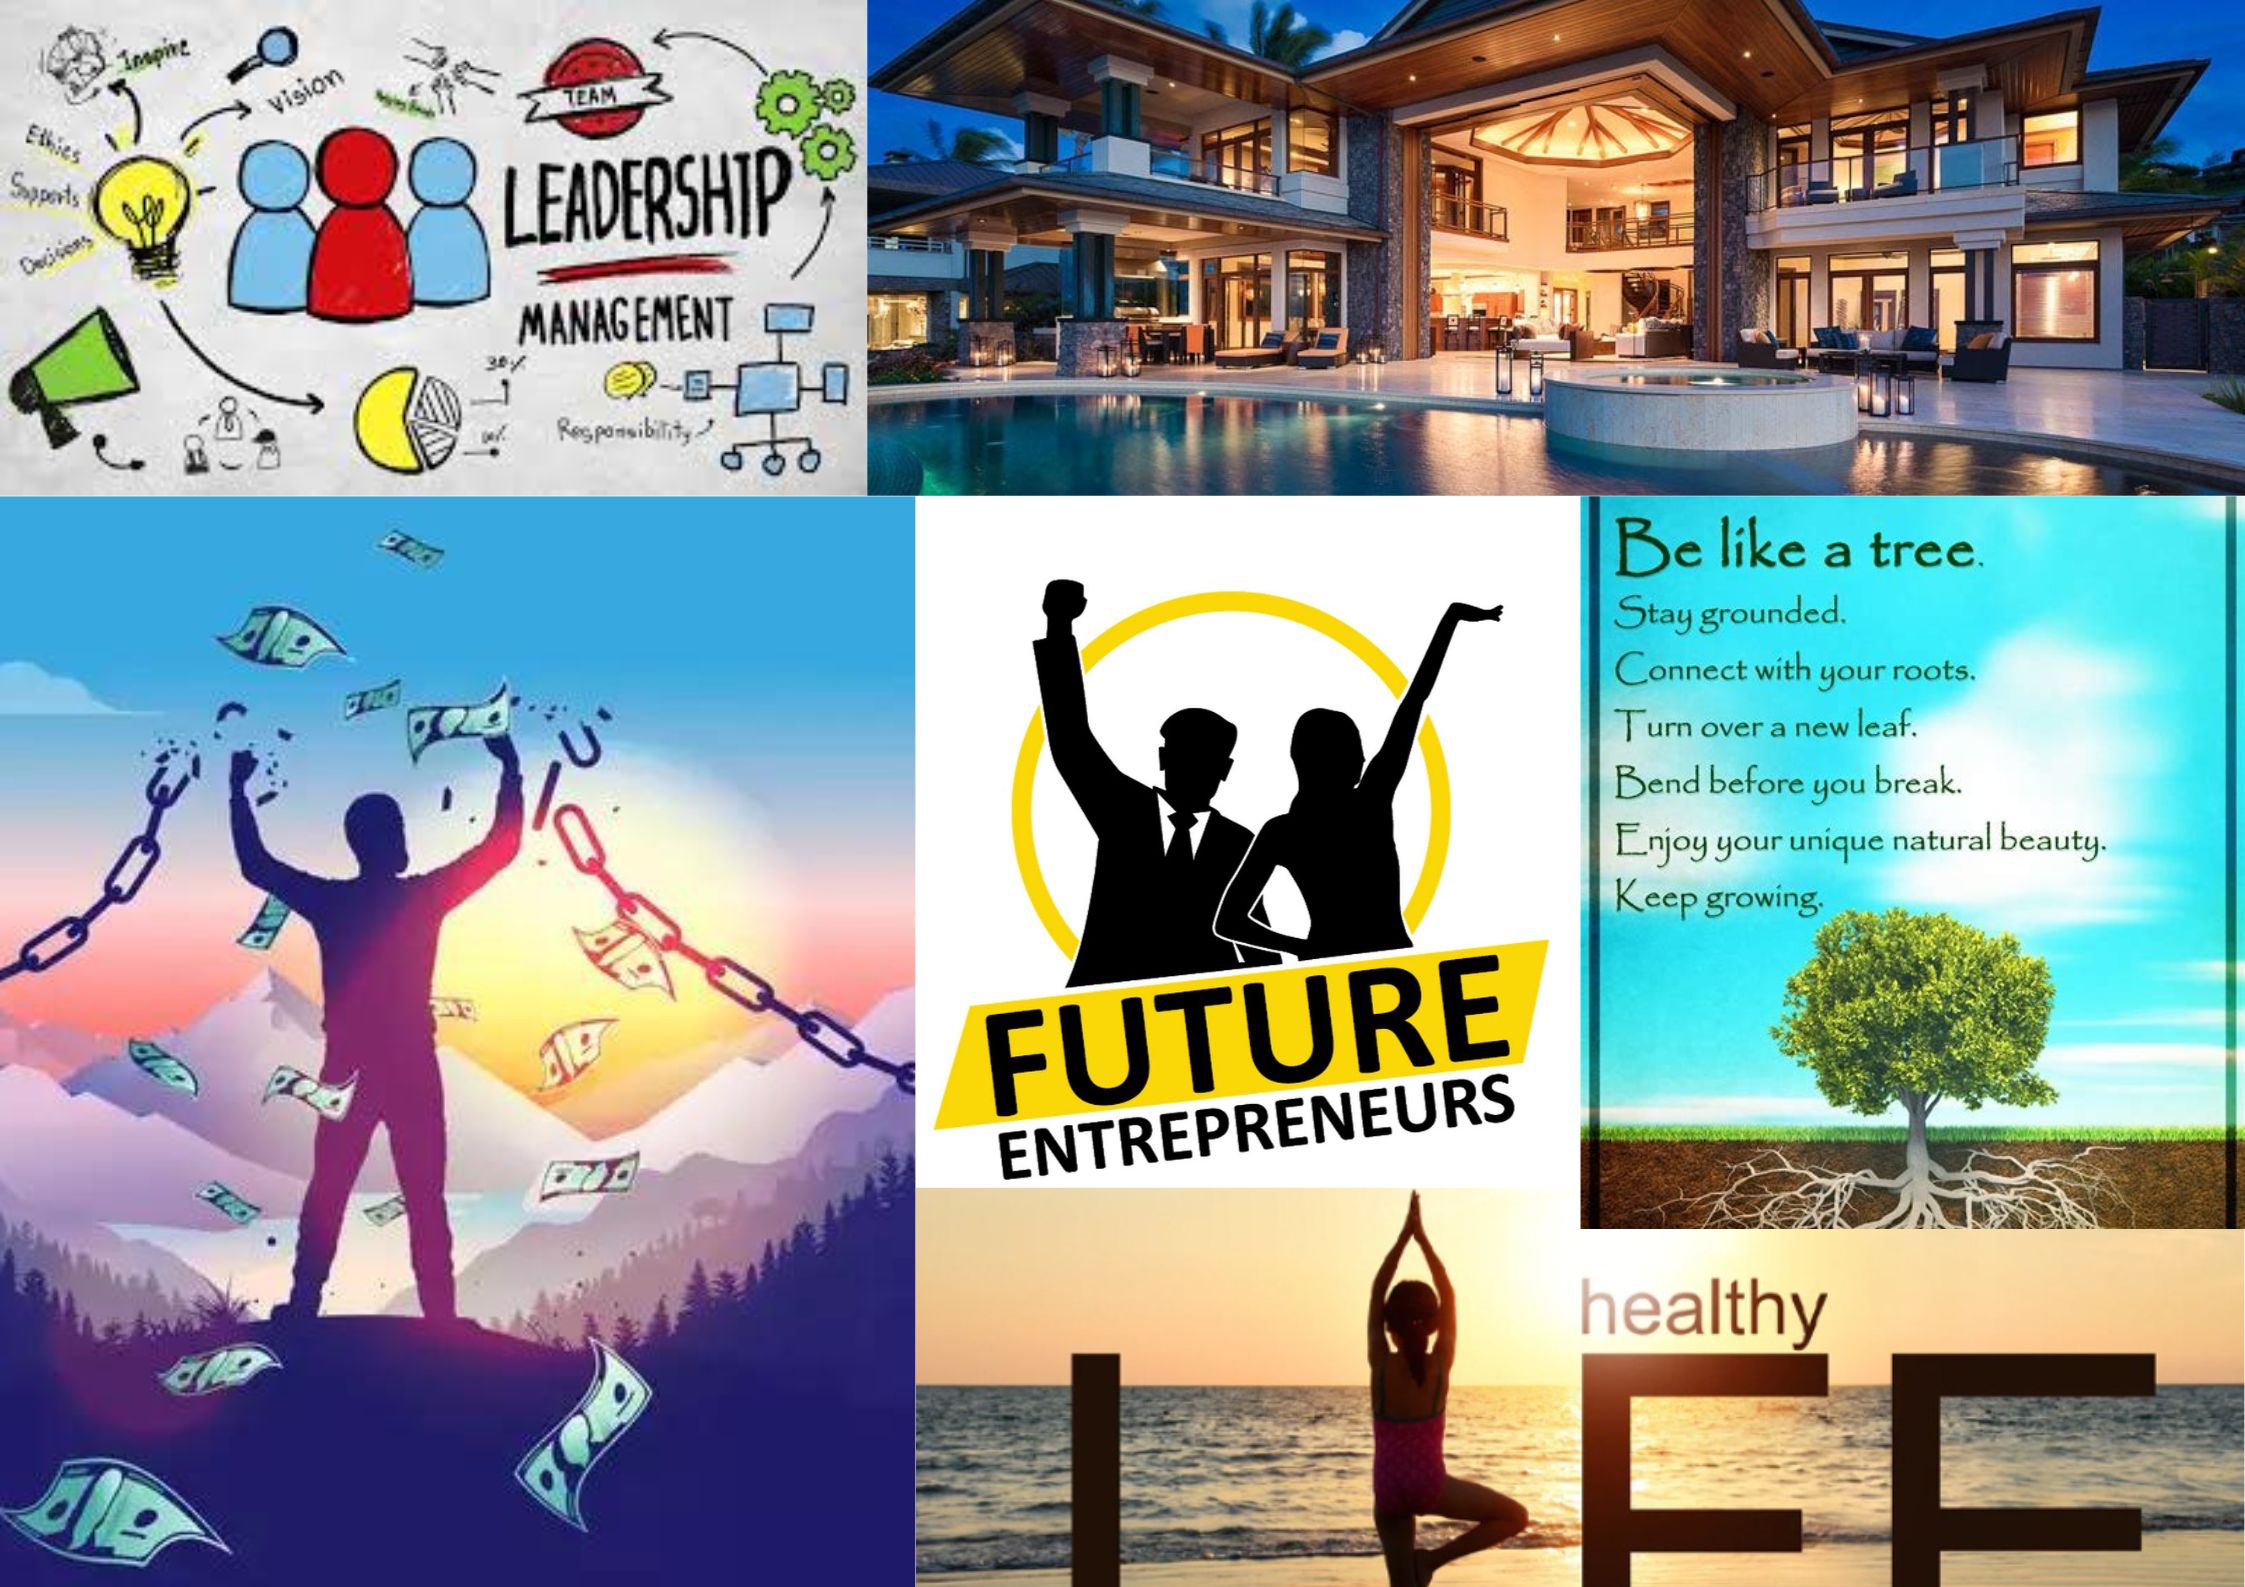 Inspire
Vision
Ethics
Supports
Decisions
TEAM
LEADERSHIP
MANAGEMENT
30%
Responsibility
Be like a tree.
Stay grounded.
Connect with your roots.
Turn over a new leaf.
Bend before you break.
Enjoy your unique natural beauty.
Keep growing.
FUTURE
ENTREPRENEURS
healthy
LIFE